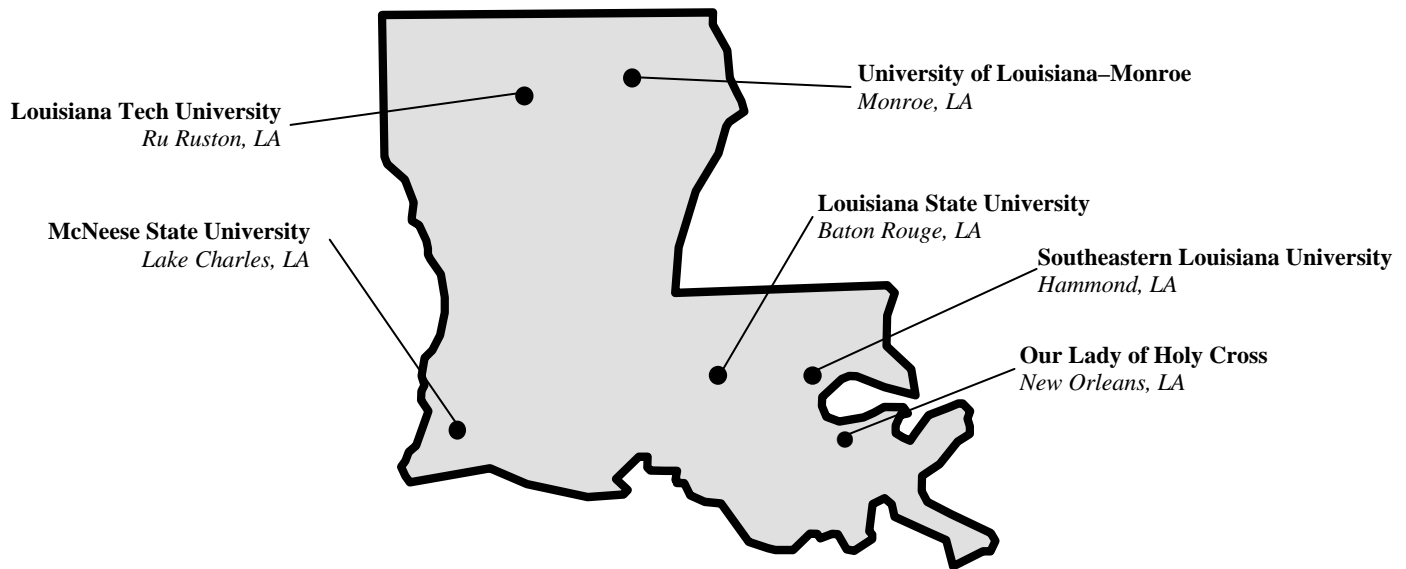 University of Louisiana–Monroe
Monroe, LA
Louisiana Tech University
Ru Ruston, LA
Louisiana State University
Baton Rouge, LA
McNeese State University
Lake Charles, LA
Southeastern Louisiana University
Hammond, LA
Our Lady of Holy Cross
New Orleans, LA